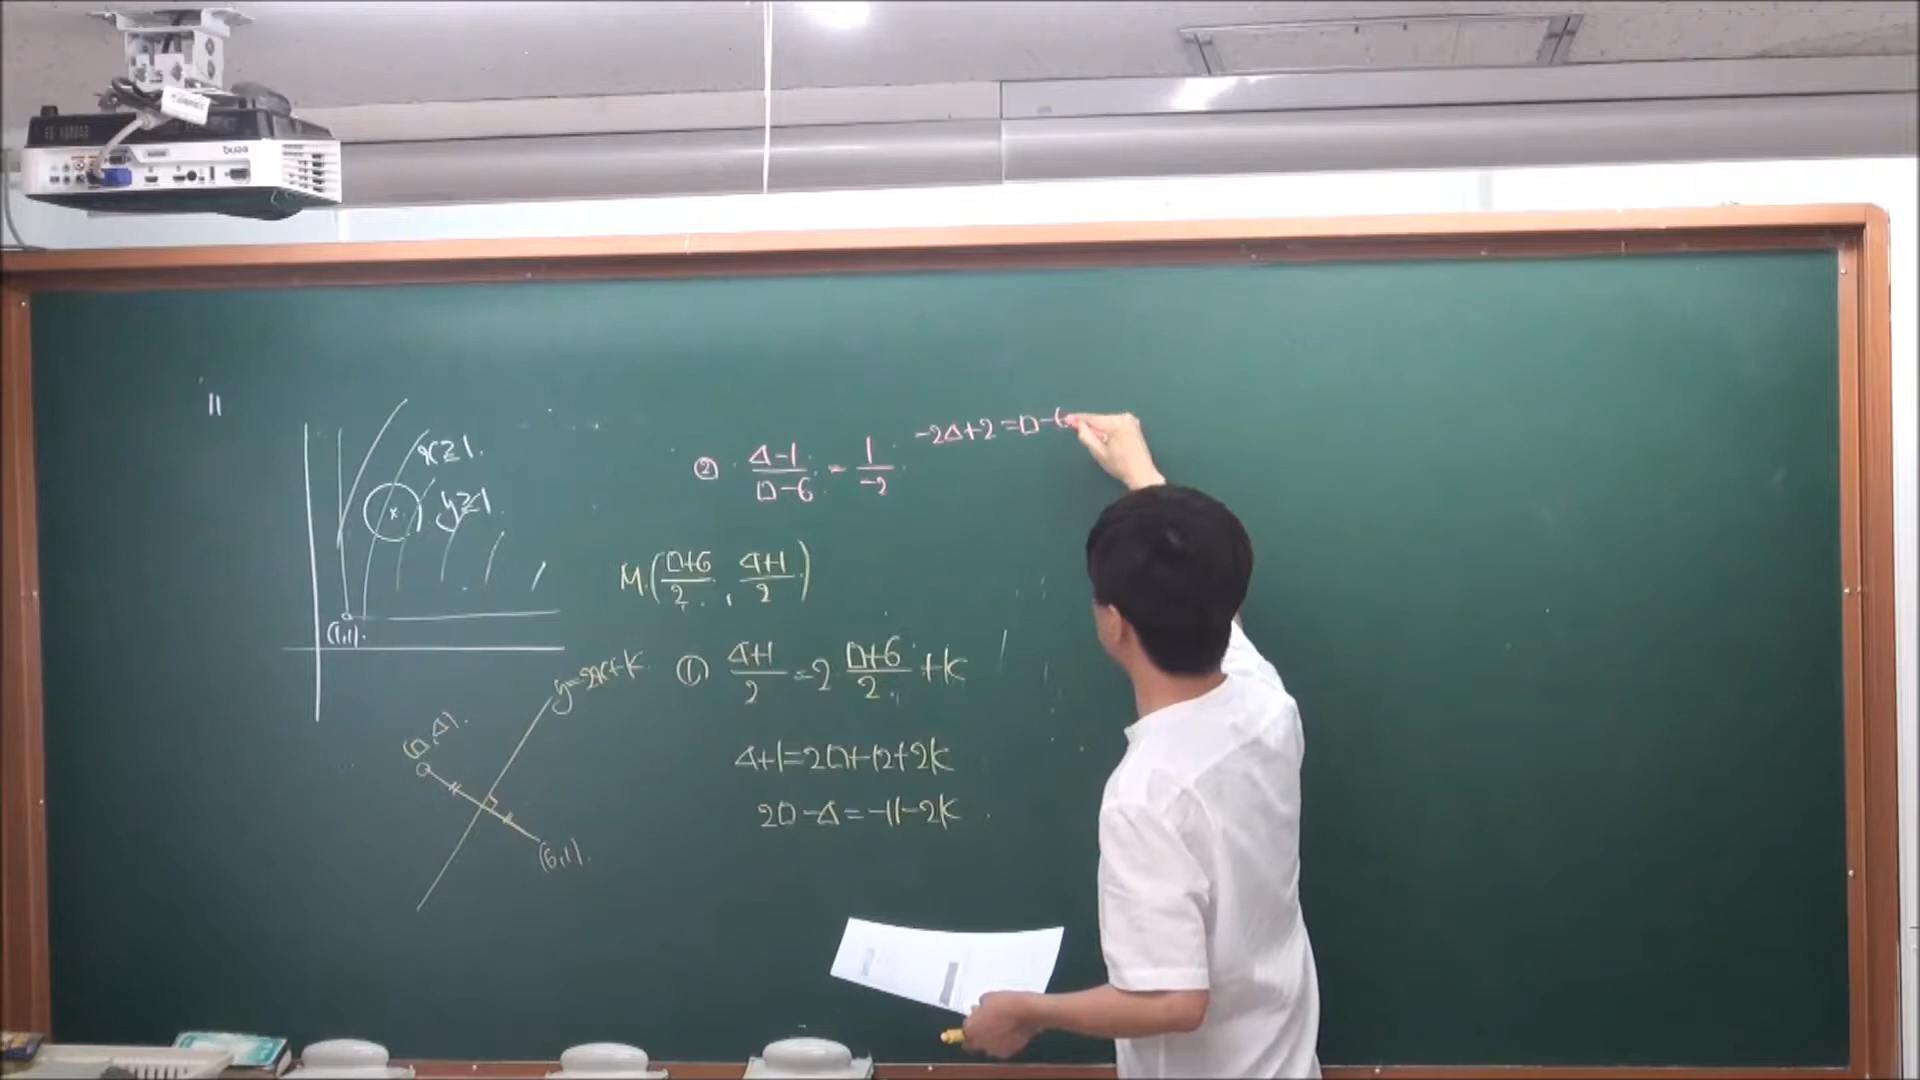 BenQ
11
x≥1.
y≥1.
(1,1).
② △-1/□-6 = 1/-2
-2△+2=□-6
M(□+6/2, △+1/2)
① △+1/2=2 □+6/2+k
△+1=2□+12+2k
2□-△=-11-2k
y=2x+k
(□,△).
(6,1).